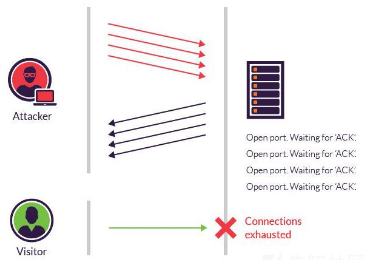 Attacker
Open port. Waiting for 'ACK'.
Open port. Waiting for 'ACK'.
Open port. Waiting for 'ACK'.
Open port. Waiting for 'ACK'.
Connections
exhausted
Visitor